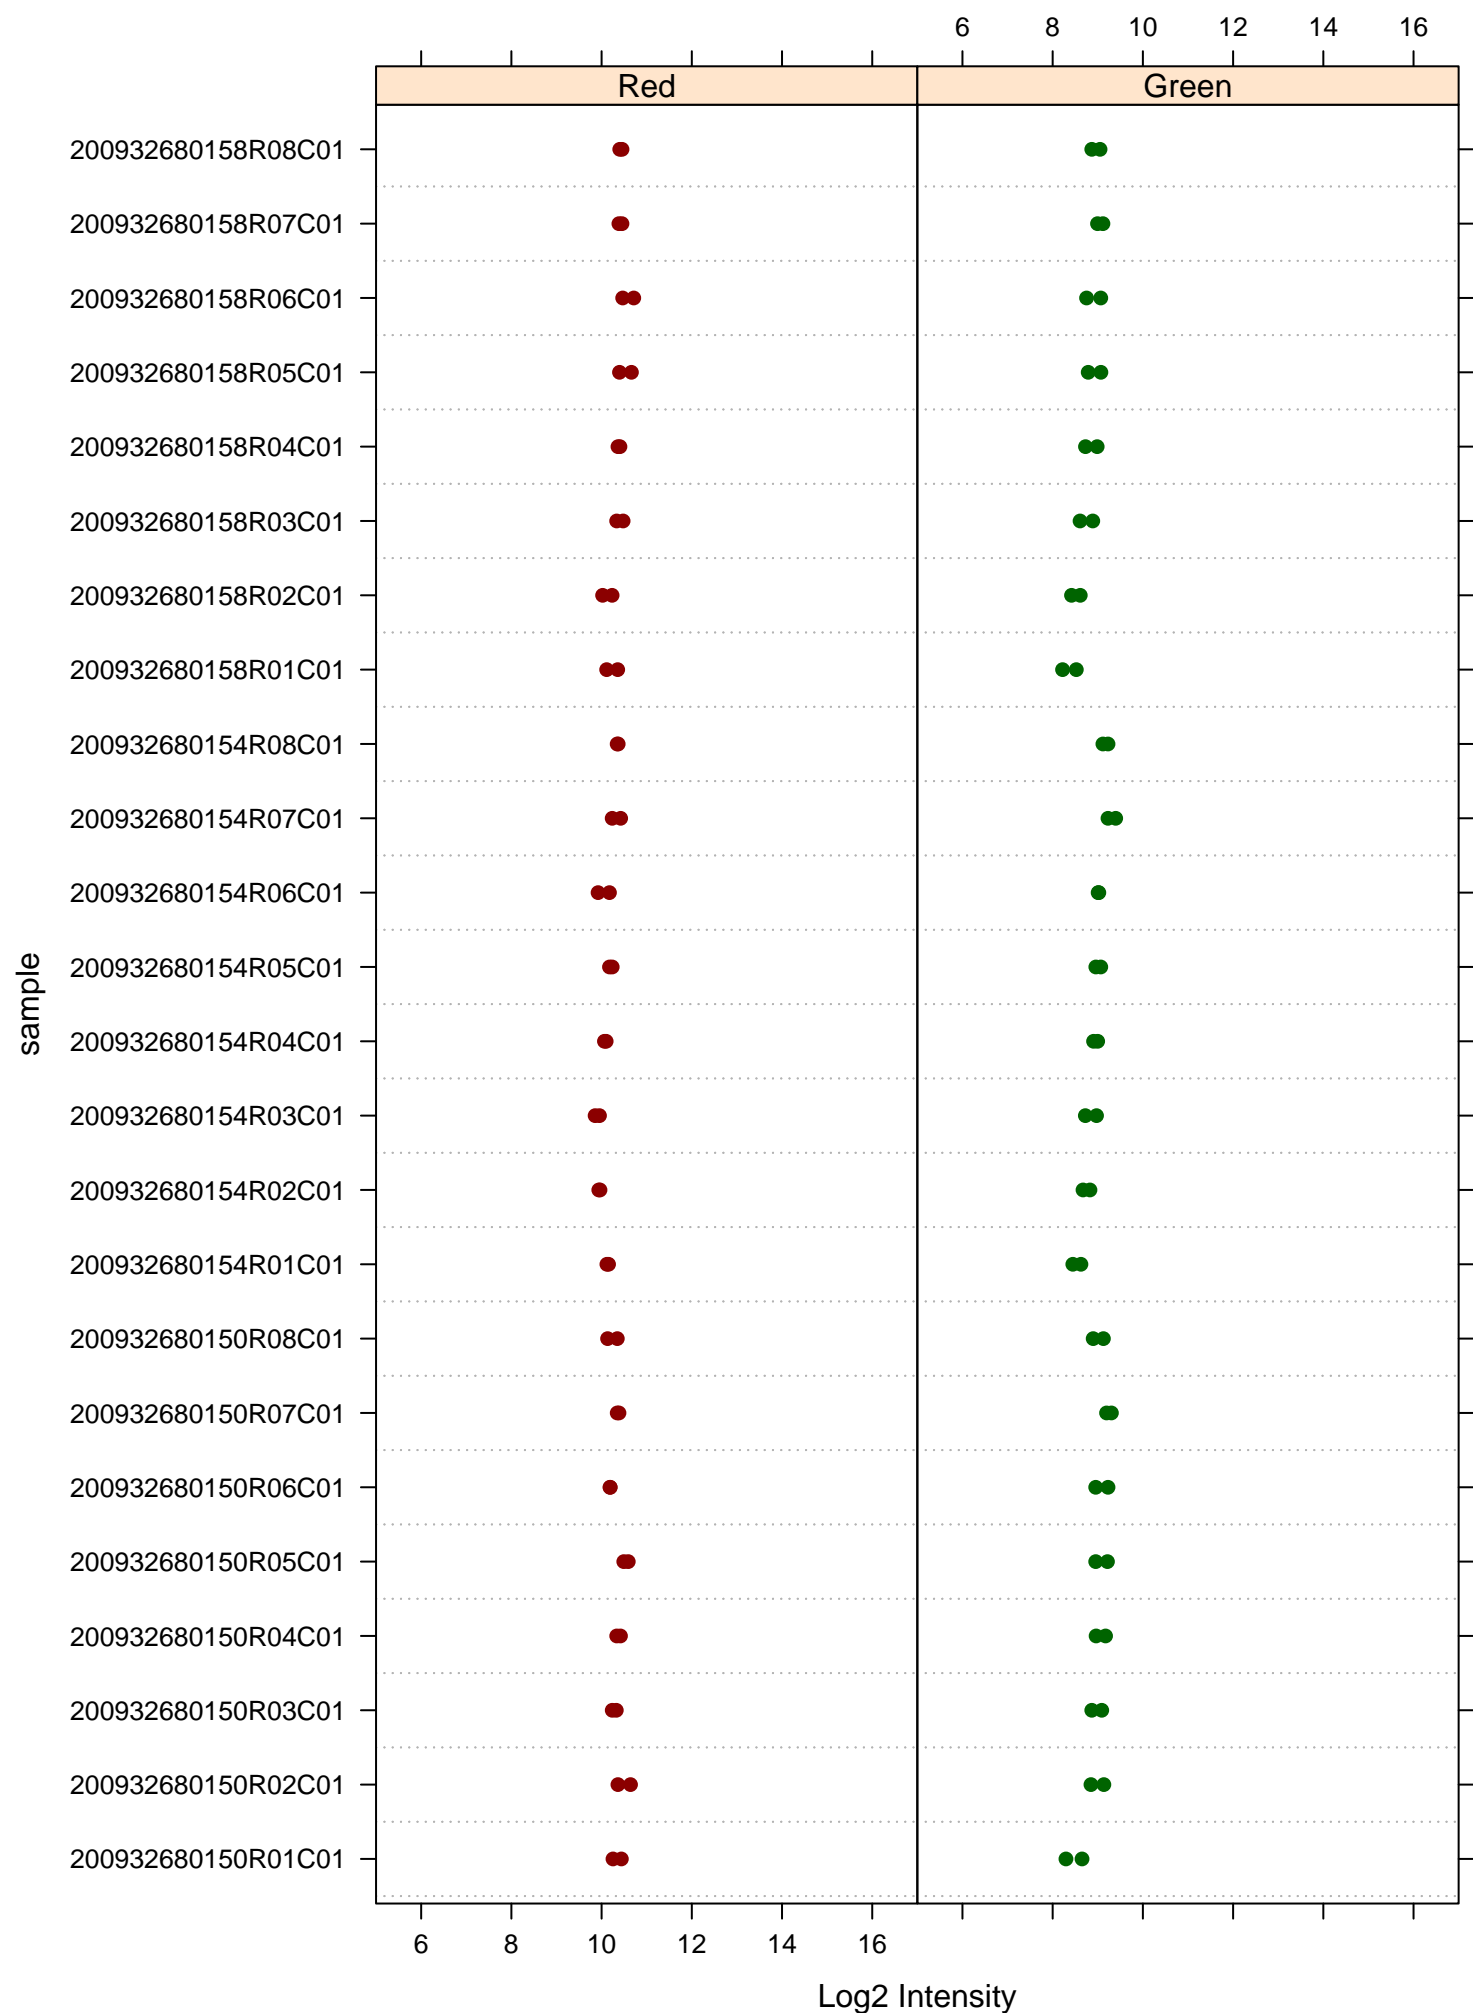 6 8 10 12 14 16
Red Green
200932680158R08C01
200932680158R07C01
200932680158R06C01
200932680158R05C01
200932680158R04C01
200932680158R03C01
200932680158R02C01
200932680158R01C01
200932680154R08C01
200932680154R07C01
200932680154R06C01
200932680154R05C01
200932680154R04C01
200932680154R03C01
200932680154R02C01
200932680154R01C01
200932680150R08C01
200932680150R07C01
200932680150R06C01
200932680150R05C01
200932680150R04C01
200932680150R03C01
200932680150R02C01
200932680150R01C01
sample
6 8 10 12 14 16
Log2 Intensity